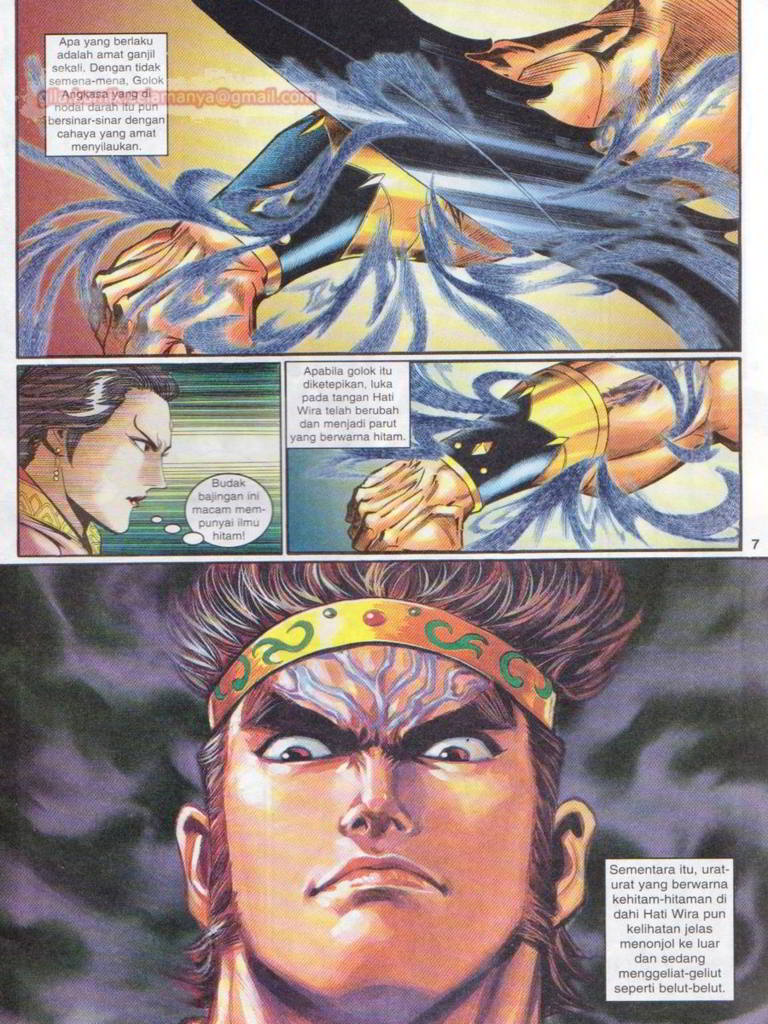 Apa yang berlaku
adalah amat ganjil
sekali. Dengan tidak
semena-mena, Golok
Angkasa yang di
nodai darah itu pun
bersinar-sinar dengan
cahaya yang amat
menyilaukan.
Apabila golok itu
diketepikan, luka
pada tangan Hati
Wira telah berubah
dan menjadi parut
yang berwarna hitam.
Budak
bajingan ini
macam mem-
punyai ilmu
hitam!
7
Sementara itu, urat-
urat yang berwarna
kehitam-hitaman di
dahi Hati Wira pun
kelihatan jelas
menonjol ke luar
dan sedang
menggeliat-geliut
seperti belut-belut.